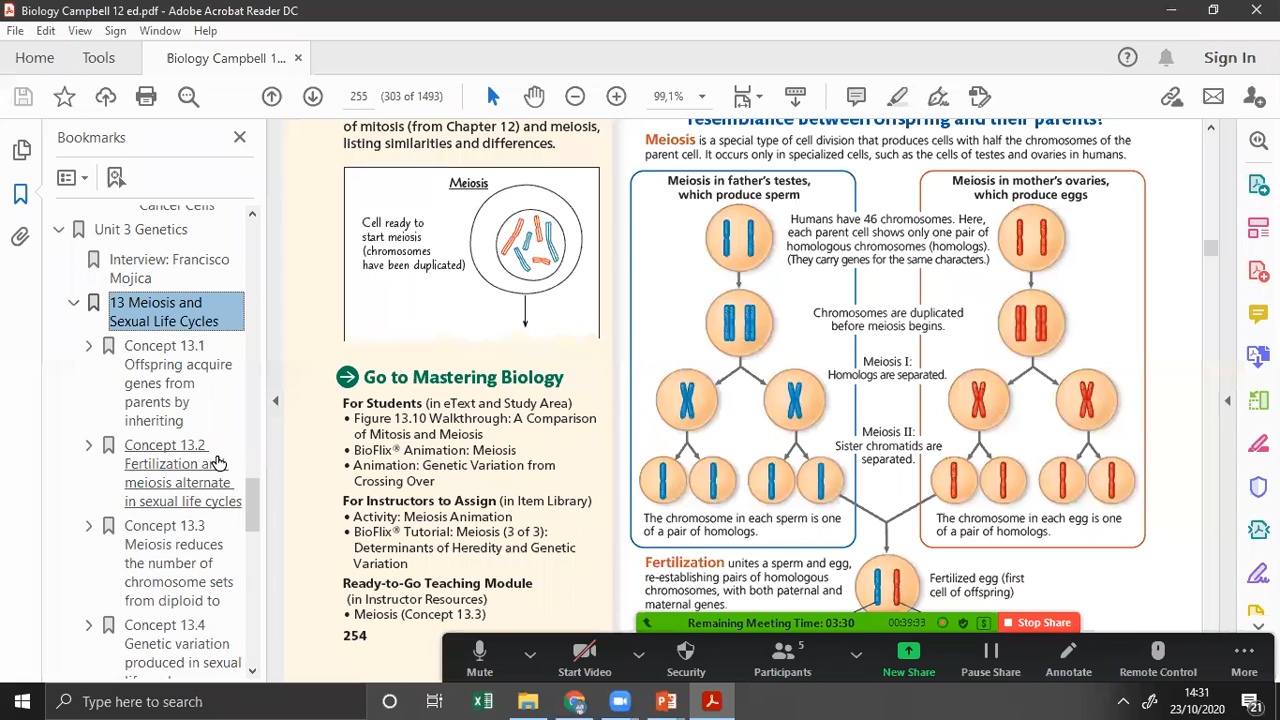 Biology Campbell 12 ed.pdf - Adobe Acrobat Reader DC
File Edit View Sign Window Help
Home Tools Biology Campbell 1... ×
Sign In
255 (303 of 1493) 99,1%
Bookmarks
Cancer Cells
Unit 3 Genetics
Interview: Francisco
Mojica
13 Meiosis and
Sexual Life Cycles
Concept 13.1
Offspring acquire
genes from
parents by
inheriting
Concept 13.2
Fertilization and
meiosis alternate
in sexual life cycles
Concept 13.3
Meiosis reduces
the number of
chromosome sets
from diploid to
Concept 13.4
Genetic variation
produced in sexual
of mitosis (from Chapter 12) and meiosis,
listing similarities and differences.
Meiosis
Cell ready to
start meiosis
(chromosomes
have been duplicated)
Go to Mastering Biology
For Students (in eText and Study Area)
• Figure 13.10 Walkthrough: A Comparison
of Mitosis and Meiosis
• BioFlix® Animation: Meiosis
• Animation: Genetic Variation from
Crossing Over
For Instructors to Assign (in Item Library)
• Activity: Meiosis Animation
• BioFlix® Tutorial: Meiosis (3 of 3):
Determinants of Heredity and Genetic
Variation
Ready-to-Go Teaching Module
(in Instructor Resources)
• Meiosis (Concept 13.3)
254
resemblance between offspring and their parents?
Meiosis is a special type of cell division that produces cells with half the chromosomes of the
parent cell. It occurs only in specialized cells, such as the cells of testes and ovaries in humans.
Meiosis in father's testes,
which produce sperm
Humans have 46 chromosomes. Here,
each parent cell shows only one pair of
homologous chromosomes (homologs).
(They carry genes for the same characters.)
Meiosis in mother's ovaries,
which produce eggs
Chromosomes are duplicated
before meiosis begins.
Meiosis I:
Homologs are separated.
Meiosis II:
Sister chromatids are
separated.
The chromosome in each sperm is one
of a pair of homologs.
The chromosome in each egg is one
of a pair of homologs.
Fertilization unites a sperm and egg,
re-establishing pairs of homologous
chromosomes, with both paternal and
maternal genes.
Fertilized egg (first
cell of offspring)
Remaining Meeting Time: 03:30 00:39:33 Stop Share
Mute Start Video Security Participants 5 New Share Pause Share Annotate Remote Control More
Type here to search
14:31
23/10/2020
21